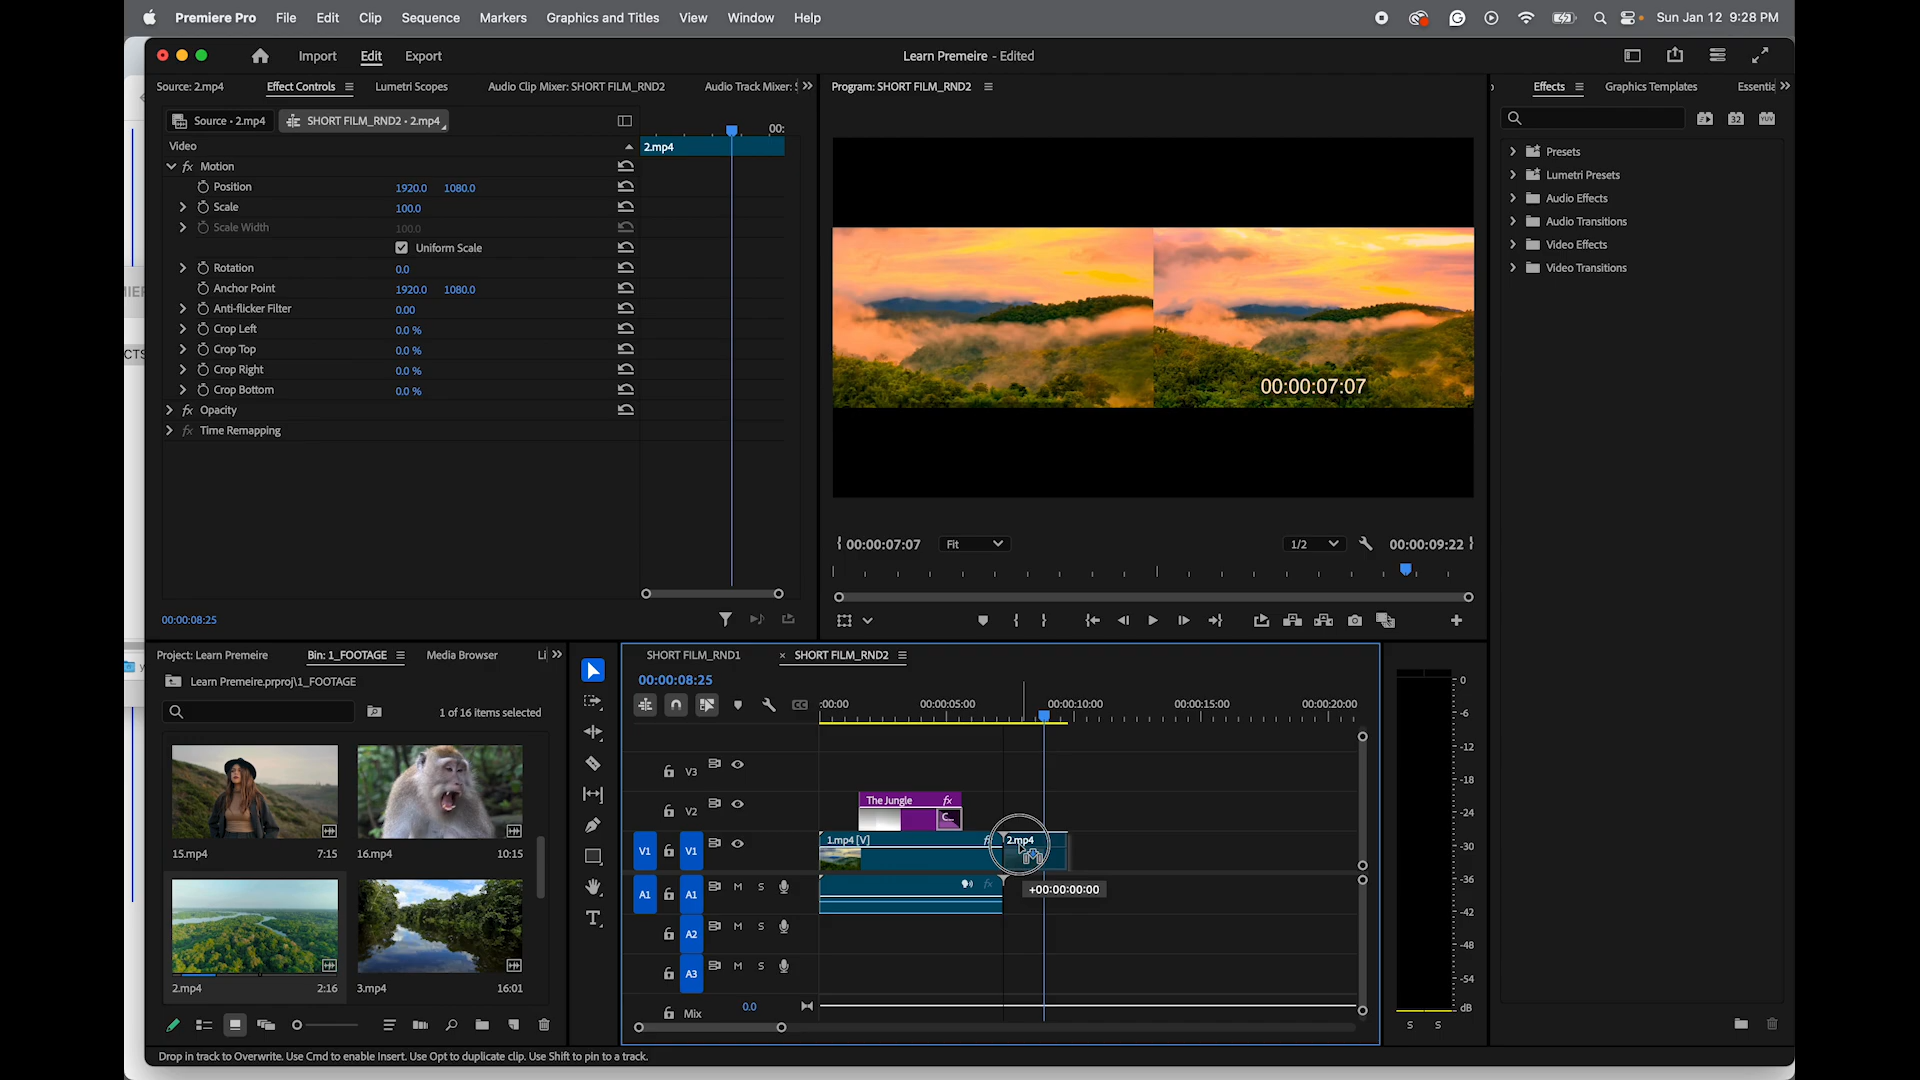 Premiere Pro File Edit Clip Sequence Markers Graphics and Titles View Window Help Sun Jan 12 9:28 PM
Import Edit Export Learn Premeire - Edited
Source: 2.mp4 Effect Controls Lumetri Scopes Audio Clip Mixer: SHORT FILM_RND2 Audio Track Mixer:
Source • 2.mp4 SHORT FILM_RND2 • 2.mp4
00:
Video
2.mp4
fx Motion
Position 1920.0 1080.0
Scale 100.0
Scale Width 100.0
Uniform Scale
Rotation 0.0
Anchor Point 1920.0 1080.0
Anti-flicker Filter 0.00
Crop Left 0.0 %
Crop Top 0.0 %
Crop Right 0.0 %
Crop Bottom 0.0 %
fx Opacity
fx Time Remapping
00:00:08:25
Program: SHORT FILM_RND2
00:00:07:07
00:00:07:07 Fit 1/2 00:00:09:22
Effects Graphics Templates Essentia
32 YUV
Presets
Lumetri Presets
Audio Effects
Audio Transitions
Video Effects
Video Transitions
Project: Learn Premeire Bin: 1_FOOTAGE Media Browser Li
Learn Premeire.prproj\1_FOOTAGE
1 of 16 items selected
15.mp4 7:15 16.mp4 10:15
2.mp4 2:16 3.mp4 16:01
SHORT FILM_RND1 × SHORT FILM_RND2
00:00:08:25
CC
:00:00 00:00:05:00 00:00:10:00 00:00:15:00 00:00:20:00
V3
V2 The Jungle fx
C...
V1 V1 1.mp4 [V] 2.mp4
A1 A1 M S fx
+00:00:00:00
A2 M S
A3 M S
Mix 0.0
0
-6
-12
-18
-24
-30
-36
-42
-48
-54
dB
S S
Drop in track to Overwrite. Use Cmd to enable Insert. Use Opt to duplicate clip. Use Shift to pin to a track.